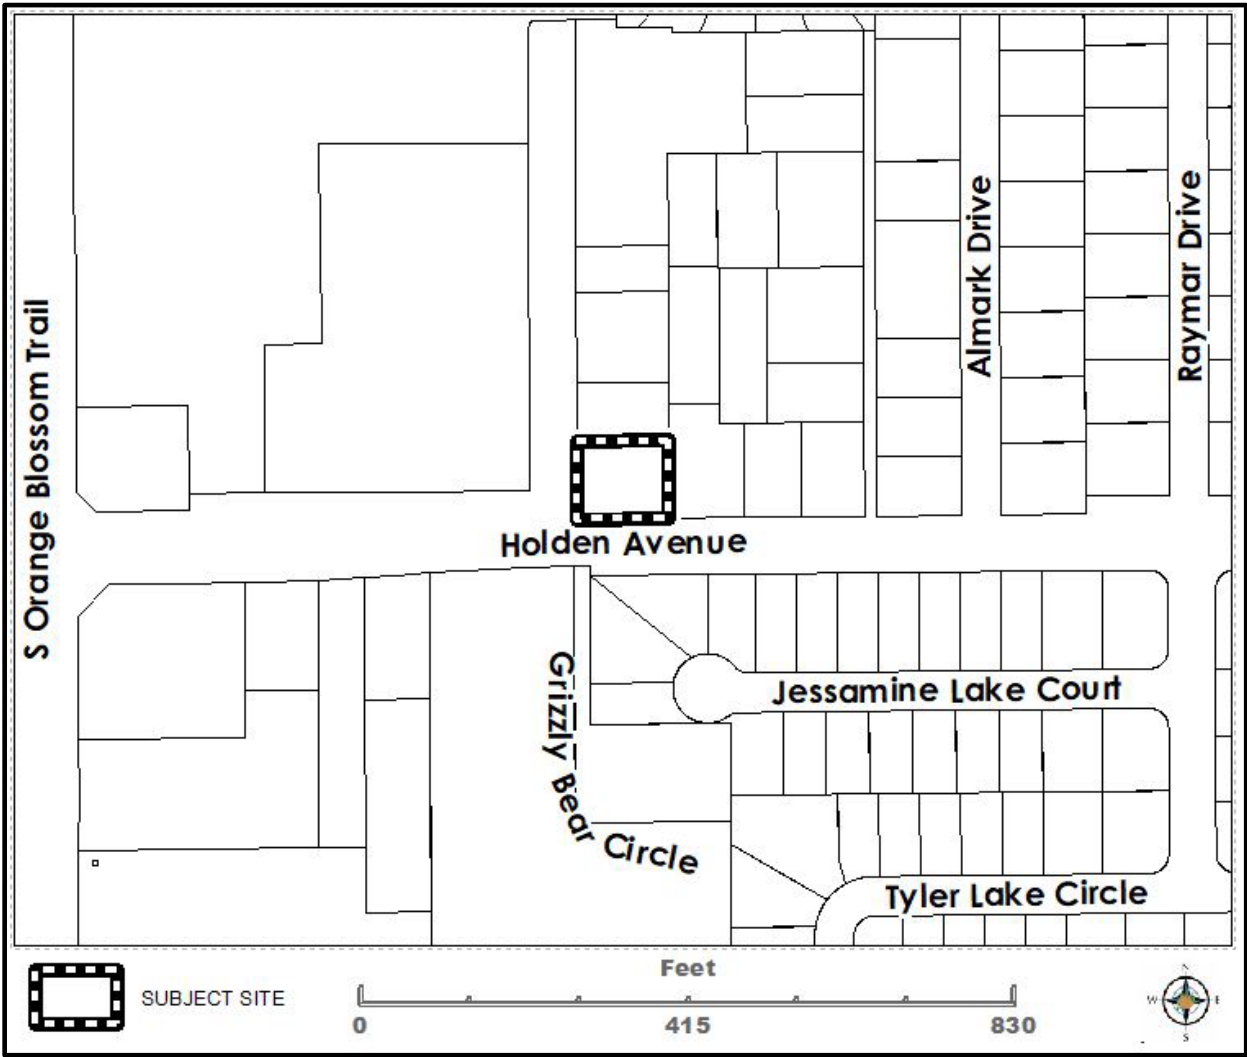 S Orange Blossom Trail
Almark Drive
Raymar Drive
Holden Avenue
Grizzly Bear Circle
Jessamine Lake Court
Tyler Lake Circle
SUBJECT SITE
Feet
0 415 830
N
W E
S